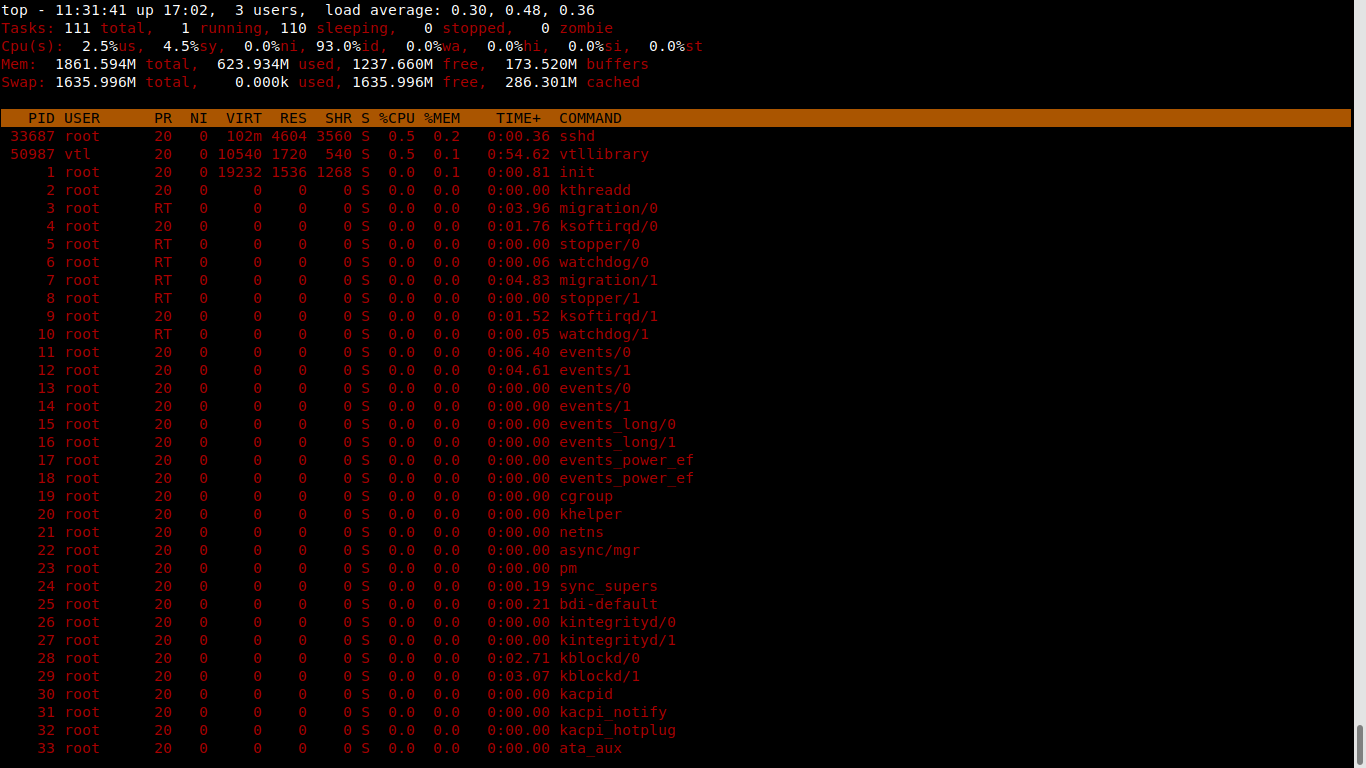 top - 11:31:41 up 17:02,  3 users,  load average: 0.30, 0.48, 0.36
Tasks: 111 total,   1 running, 110 sleeping,   0 stopped,   0 zombie
Cpu(s):  2.5%us,  4.5%sy,  0.0%ni, 93.0%id,  0.0%wa,  0.0%hi,  0.0%si,  0.0%st
Mem:  1861.594M total,  623.934M used, 1237.660M free,  173.520M buffers
Swap: 1635.996M total,    0.000k used, 1635.996M free,  286.301M cached
   PID USER      PR  NI  VIRT  RES  SHR S %CPU %MEM    TIME+  COMMAND
 33687 root      20   0  102m 4604 3560 S  0.5  0.2   0:00.36 sshd
 50987 vtl       20   0 10540 1720  540 S  0.5  0.1   0:54.62 vtllibrary
     1 root      20   0 19232 1536 1268 S  0.0  0.1   0:00.81 init
     2 root      20   0     0    0    0 S  0.0  0.0   0:00.00 kthreadd
     3 root      RT   0     0    0    0 S  0.0  0.0   0:03.96 migration/0
     4 root      20   0     0    0    0 S  0.0  0.0   0:01.76 ksoftirqd/0
     5 root      RT   0     0    0    0 S  0.0  0.0   0:00.00 stopper/0
     6 root      RT   0     0    0    0 S  0.0  0.0   0:00.06 watchdog/0
     7 root      RT   0     0    0    0 S  0.0  0.0   0:04.83 migration/1
     8 root      RT   0     0    0    0 S  0.0  0.0   0:00.00 stopper/1
     9 root      20   0     0    0    0 S  0.0  0.0   0:01.52 ksoftirqd/1
    10 root      RT   0     0    0    0 S  0.0  0.0   0:00.05 watchdog/1
    11 root      20   0     0    0    0 S  0.0  0.0   0:06.40 events/0
    12 root      20   0     0    0    0 S  0.0  0.0   0:04.61 events/1
    13 root      20   0     0    0    0 S  0.0  0.0   0:00.00 events/0
    14 root      20   0     0    0    0 S  0.0  0.0   0:00.00 events/1
    15 root      20   0     0    0    0 S  0.0  0.0   0:00.00 events_long/0
    16 root      20   0     0    0    0 S  0.0  0.0   0:00.00 events_long/1
    17 root      20   0     0    0    0 S  0.0  0.0   0:00.00 events_power_ef
    18 root      20   0     0    0    0 S  0.0  0.0   0:00.00 events_power_ef
    19 root      20   0     0    0    0 S  0.0  0.0   0:00.00 cgroup
    20 root      20   0     0    0    0 S  0.0  0.0   0:00.00 khelper
    21 root      20   0     0    0    0 S  0.0  0.0   0:00.00 netns
    22 root      20   0     0    0    0 S  0.0  0.0   0:00.00 async/mgr
    23 root      20   0     0    0    0 S  0.0  0.0   0:00.00 pm
    24 root      20   0     0    0    0 S  0.0  0.0   0:00.19 sync_supers
    25 root      20   0     0    0    0 S  0.0  0.0   0:00.21 bdi-default
    26 root      20   0     0    0    0 S  0.0  0.0   0:00.00 kintegrityd/0
    27 root      20   0     0    0    0 S  0.0  0.0   0:00.00 kintegrityd/1
    28 root      20   0     0    0    0 S  0.0  0.0   0:02.71 kblockd/0
    29 root      20   0     0    0    0 S  0.0  0.0   0:03.07 kblockd/1
    30 root      20   0     0    0    0 S  0.0  0.0   0:00.00 kacpid
    31 root      20   0     0    0    0 S  0.0  0.0   0:00.00 kacpi_notify
    32 root      20   0     0    0    0 S  0.0  0.0   0:00.00 kacpi_hotplug
    33 root      20   0     0    0    0 S  0.0  0.0   0:00.00 ata_aux